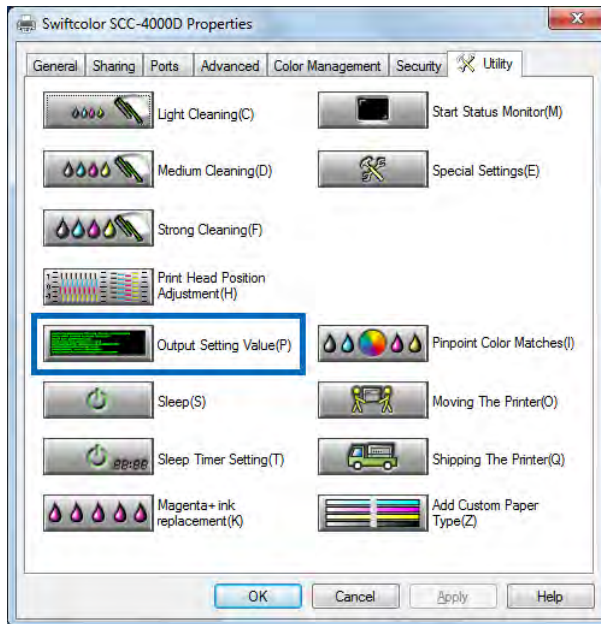 Swiftcolor SCC-4000D Properties
General Sharing Ports Advanced Color Management Security Utility
Light Cleaning(C)
Start Status Monitor(M)
Medium Cleaning(D)
Special Settings(E)
Strong Cleaning(F)
Print Head Position
Adjustment(H)
Output Setting Value(P)
Pinpoint Color Matches(I)
Sleep(S)
Moving The Printer(O)
88:88
Sleep Timer Setting(T)
Shipping The Printer(Q)
Magenta+ ink
replacement(K)
Add Custom Paper
Type(Z)
OK Cancel Apply Help